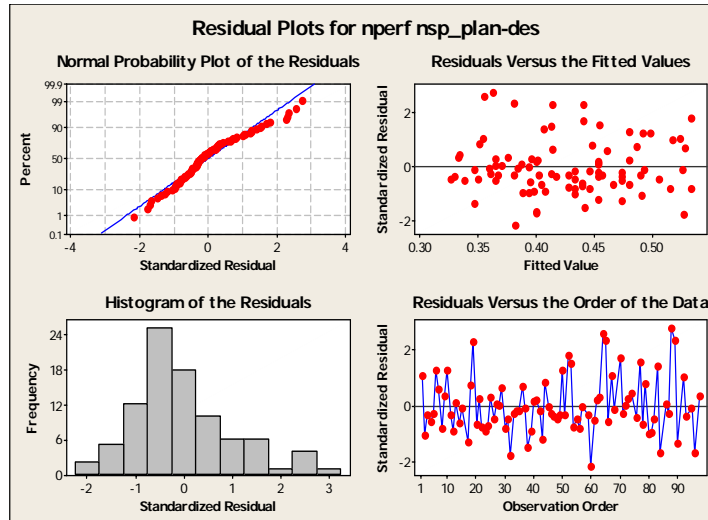 Residual Plots for nperf nsp_plan-des
Normal Probability Plot of the Residuals
Percent
99.9
99
90
50
10
1
0.1
-4 -2 0 2 4
Standardized Residual
Residuals Versus the Fitted Values
Standardized Residual
2
0
-2
0.30 0.35 0.40 0.45 0.50
Fitted Value
Histogram of the Residuals
Frequency
24
18
12
6
0
-2 -1 0 1 2 3
Standardized Residual
Residuals Versus the Order of the Data
Standardized Residual
2
0
-2
1 10 20 30 40 50 60 70 80 90
Observation Order